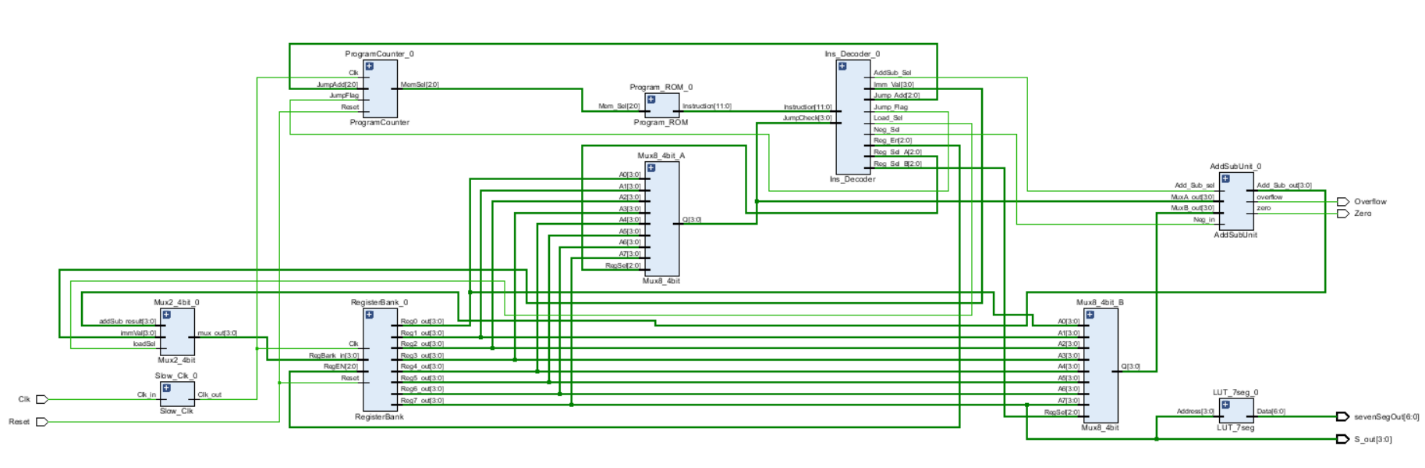 ProgramCounter_0
Clk
JumpAdd[2:0]
JumpFlag
Reset
MemSel[2:0]
ProgramCounter
Program_ROM_0
Mem_Sel[2:0]
Instruction[11:0]
Program_ROM
Ins_Decoder_0
Instruction[11:0]
JumpCheck[3:0]
AddSub_Sel
Imm_Val[3:0]
Jump_Add[2:0]
Jump_Flag
Load_Sel
Neg_Sel
Reg_En[2:0]
Reg_Sel_A[2:0]
Reg_Sel_B[2:0]
Ins_Decoder
Mux8_4bit_A
A0[3:0]
A1[3:0]
A2[3:0]
A3[3:0]
A4[3:0]
A5[3:0]
A6[3:0]
A7[3:0]
RegSel[2:0]
Q[3:0]
Mux8_4bit
AddSubUnit_0
Add_Sub_sel
MuxA_out[3:0]
MuxB_out[3:0]
Neg_in
Add_Sub_out[3:0]
overflow
zero
AddSubUnit
Overflow
Zero
Mux2_4bit_0
addSub_result[3:0]
immVal[3:0]
loadSel
mux_out[3:0]
Mux2_4bit
Slow_Clk_0
Clk_in
Clk_out
Slow_Clk
Clk
Reset
RegisterBank_0
Clk
RegBank_in[3:0]
RegEN[2:0]
Reset
Reg0_out[3:0]
Reg1_out[3:0]
Reg2_out[3:0]
Reg3_out[3:0]
Reg4_out[3:0]
Reg5_out[3:0]
Reg6_out[3:0]
Reg7_out[3:0]
RegisterBank
Mux8_4bit_B
A0[3:0]
A1[3:0]
A2[3:0]
A3[3:0]
A4[3:0]
A5[3:0]
A6[3:0]
A7[3:0]
RegSel[2:0]
Q[3:0]
Mux8_4bit
LUT_7seg_0
Address[3:0]
Data[6:0]
LUT_7seg
sevenSegOut[6:0]
S_out[3:0]